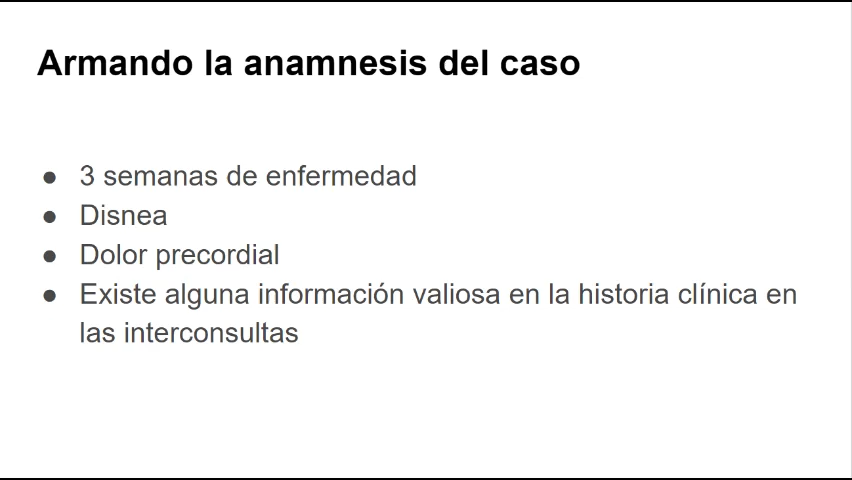 Armando la anamnesis del caso
● 3 semanas de enfermedad
● Disnea
● Dolor precordial
● Existe alguna información valiosa en la historia clínica en
las interconsultas